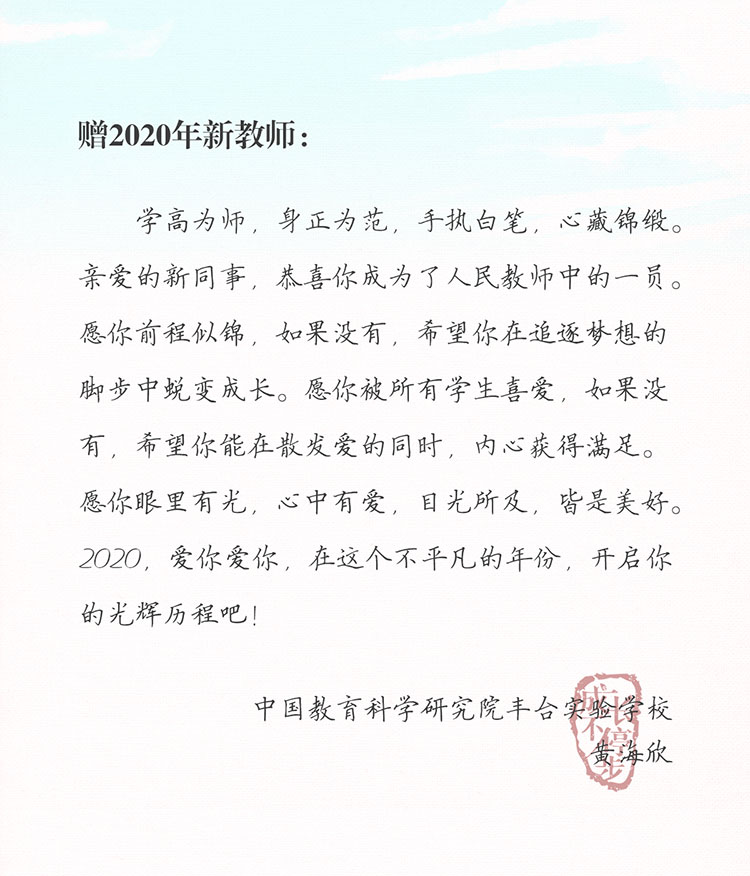 赠2020年新教师：
学高为师，身正为范，手执白笔，心藏锦缎。
亲爱的新同事，恭喜你成为了人民教师中的一员。
愿你前程似锦，如果没有，希望你在追逐梦想的
脚步中蜕变成长。愿你被所有学生喜爱，如果没
有，希望你能在散发爱的同时，内心获得满足。
愿你眼里有光，心中有爱，目光所及，皆是美好。
2020，爱你爱你，在这个不平凡的年份，开启你
的光辉历程吧！
中国教育科学研究院丰台实验学校
黄海欣
成长不停步